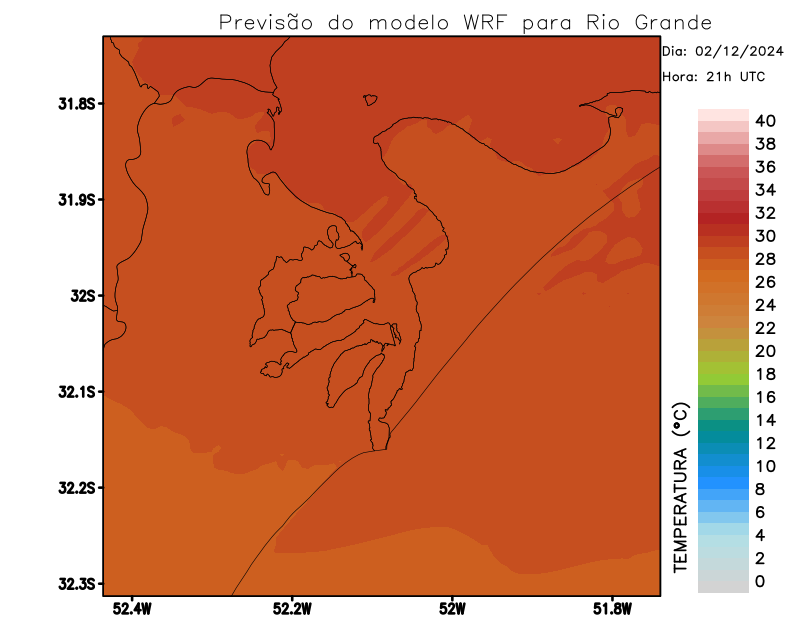 Previsão do modelo WRF para Rio Grande
Dia: 02/12/2024
Hora: 21h UTC
31.8S
31.9S
32S
32.1S
32.2S
32.3S
52.4W
52.2W
52W
51.8W
TEMPERATURA (°C)
40
38
36
34
32
30
28
26
24
22
20
18
16
14
12
10
8
6
4
2
0